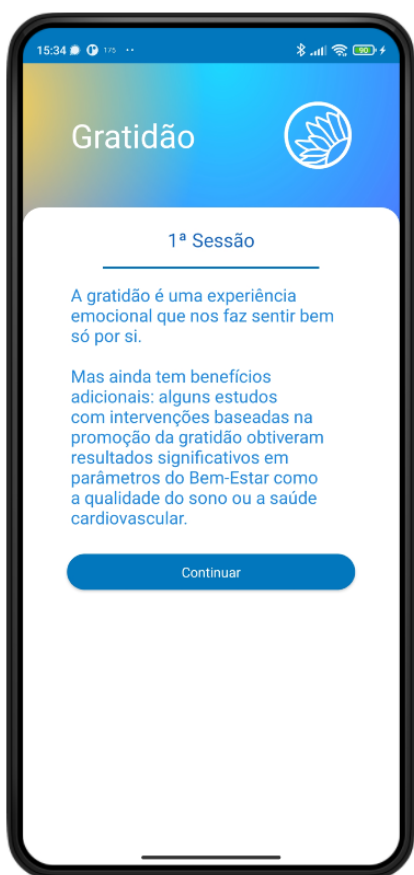 15:34
90
Gratidão
1ª Sessão
A gratidão é uma experiência
emocional que nos faz sentir bem
só por si.
Mas ainda tem benefícios
adicionais: alguns estudos
com intervenções baseadas na
promoção da gratidão obtiveram
resultados significativos em
parâmetros do Bem-Estar como
a qualidade do sono ou a saúde
cardiovascular.
Continuar